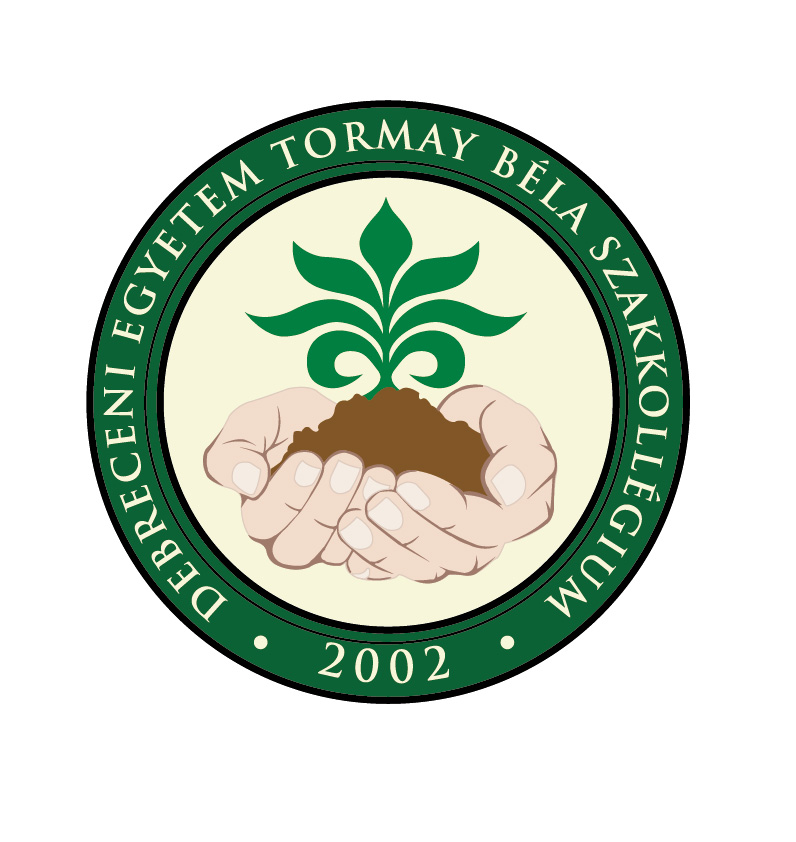 DEBRECENI EGYETEM TORMAY BÉLA SZAKKOLLÉGIUM
• 2002 •